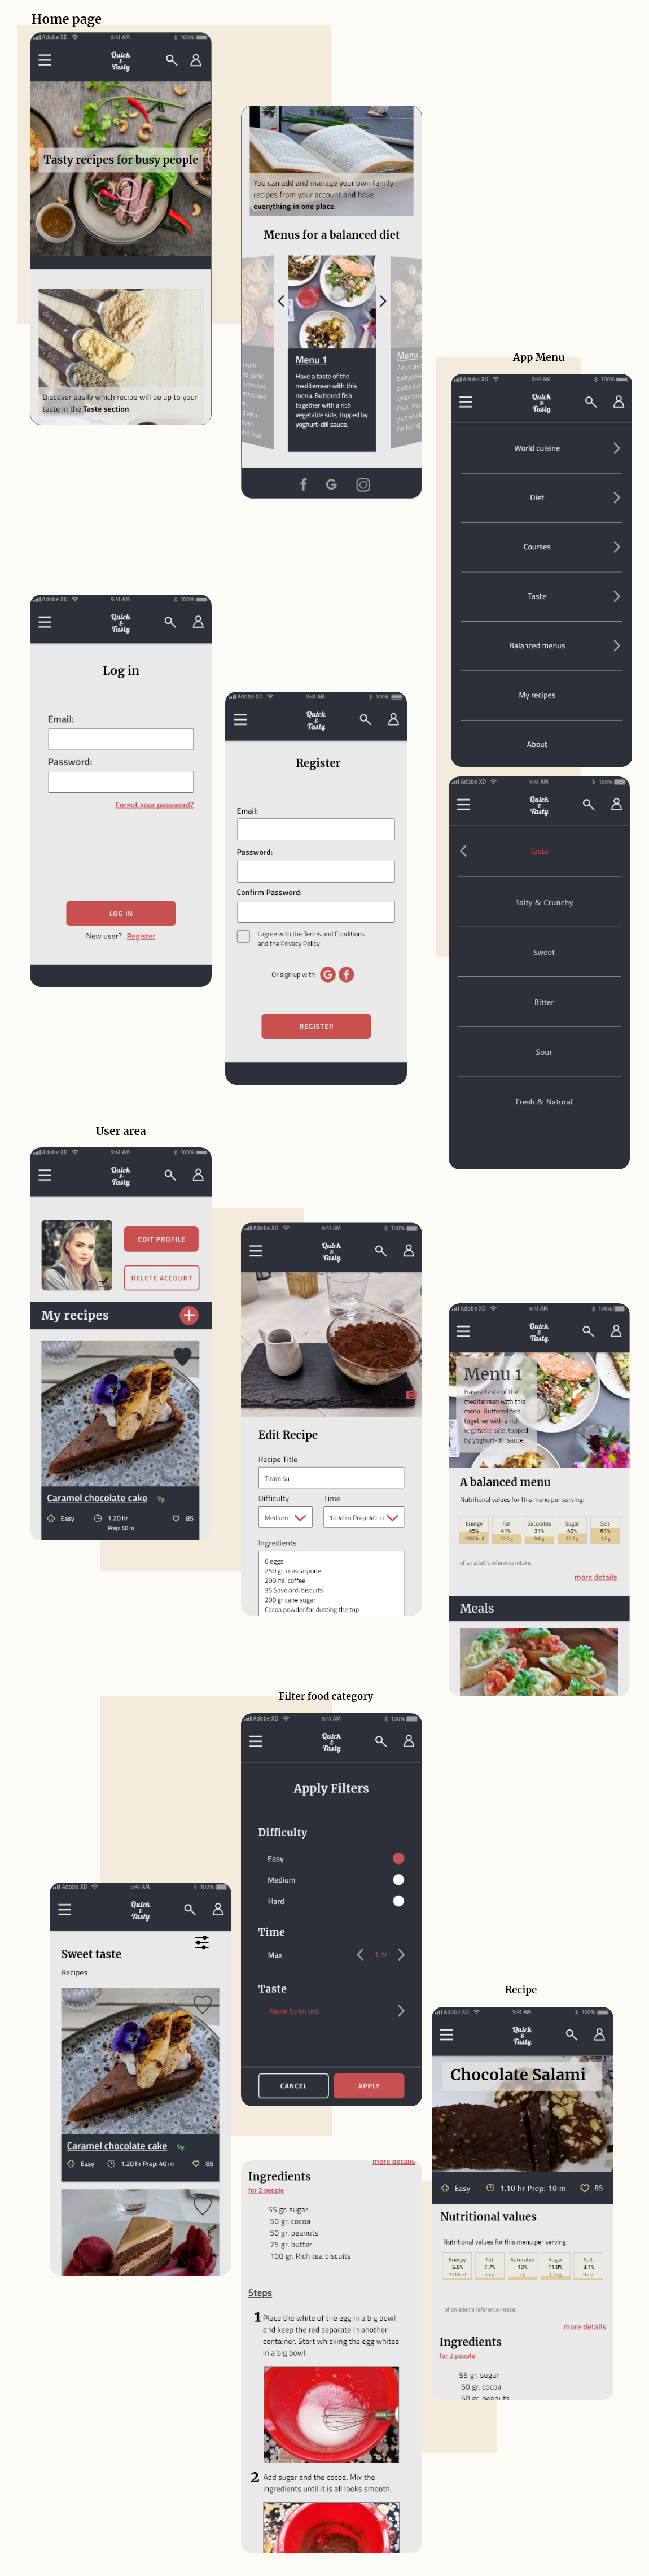 Home page
Adobe XD 9:41 AM 100%
Quick
&
Tasty
Tasty recipes for busy people
Discover easily which recipe will be up to your
taste in the Taste section.
You can add and manage your own family
recipes from your account and have
everything in one place.
Menus for a balanced diet
Menu 1
Have a taste of the
mediterrean with this
menu. Buttered fish
together with a rich
vegetable side, topped by
yoghurt-dill sauce.
Menu
App Menu
Adobe XD 9:41 AM 100%
Quick
&
Tasty
World cuisine
Diet
Courses
Taste
Balanced menus
My recipes
About
Adobe XD 9:41 AM 100%
Quick
&
Tasty
Log in
Email:
Password:
Forgot your password?
LOG IN
New user? Register
Adobe XD 9:41 AM 100%
Quick
&
Tasty
Register
Email:
Password:
Confirm Password:
I agree with the Terms and Conditions
and the Privacy Policy
Or sign up with: G f
REGISTER
Adobe XD 9:41 AM 100%
Quick
&
Tasty
Taste
Salty & Crunchy
Sweet
Bitter
Sour
Fresh & Natural
User area
Adobe XD 9:41 AM 100%
Quick
&
Tasty
EDIT PROFILE
DELETE ACCOUNT
My recipes
Caramel chocolate cake
Easy 1.20 hr 85
Prep: 40 m
Adobe XD 9:41 AM 100%
Quick
&
Tasty
Edit Recipe
Recipe Title
Tiramisu
Difficulty Time
Medium 1d 40m Prep: 40 m
Ingredients
6 eggs
250 gr. mascarpone
200 ml. coffee
35 Savoiardi biscuits
200 gr cane sugar
Cocoa powder for dusting the top
Adobe XD 9:41 AM 100%
Quick
&
Tasty
Menu 1
Have a taste of the
mediterrean with this
menu. Buttered fish
together with a rich
vegetable side, topped
by yoghurt-dill sauce.
A balanced menu
Nutritional values for this menu per serving:
Energy Fat Saturates Sugar Salt
45% 41% 31% 42% 61%
of an adult's reference intake.
more details
Meals
Filter food category
Adobe XD 9:41 AM 100%
Quick
&
Tasty
Apply Filters
Difficulty
Easy
Medium
Hard
Time
Max 1 hr
Taste
None Selected
CANCEL APPLY
Adobe XD 9:41 AM 100%
Quick
&
Tasty
Sweet taste
Recipes
Caramel chocolate cake
Easy 1.20 hr Prep: 40 m 85
Recipe
Adobe XD 9:41 AM 100%
Quick
&
Tasty
Chocolate Salami
Easy 1.10 hr Prep: 10 m 85
Nutritional values
Nutritional values for this menu per serving:
Energy Fat Saturates Sugar Salt
5.6% 7.7% 10% 11.8% 3.1%
of an adult's reference intake.
more details
Ingredients
for 2 people
55 gr. sugar
50 gr. cocoa
50 gr. peanuts
more details
Ingredients
for 2 people
55 gr. sugar
50 gr. cocoa
50 gr. peanuts
75 gr. butter
100 gr. Rich tea biscuits
Steps
1 Place the white of the egg in a big bowl
and keep the red separate in another
container. Start whisking the egg whites
in a big bowl.
2 Add sugar and the cocoa. Mix the
ingredients until it is all looks smooth.